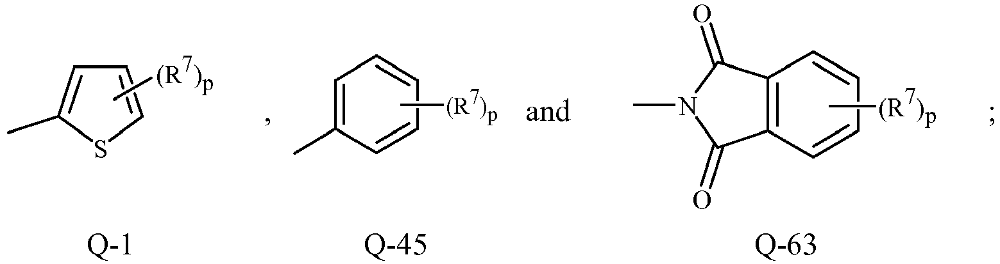 O
(R⁷)ₚ , (R⁷)ₚ and N (R⁷)ₚ ;
S
O
Q-1 Q-45 Q-63